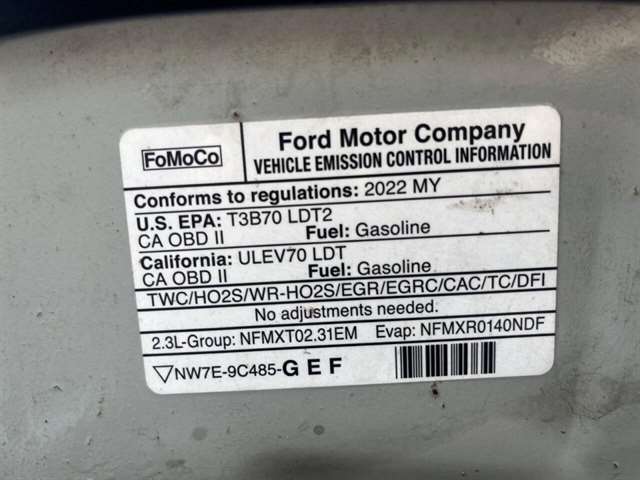 FoMoCo
Ford Motor Company
VEHICLE EMISSION CONTROL INFORMATION
Conforms to regulations: 2022 MY
U.S. EPA: T3B70 LDT2
CA OBD II Fuel: Gasoline
California: ULEV70 LDT
CA OBD II Fuel: Gasoline
TWC/HO2S/WR-HO2S/EGR/EGRC/CAC/TC/DFI
No adjustments needed.
2.3L-Group: NFMXT02.31EM Evap: NFMXR0140NDF
NW7E-9C485-G E F